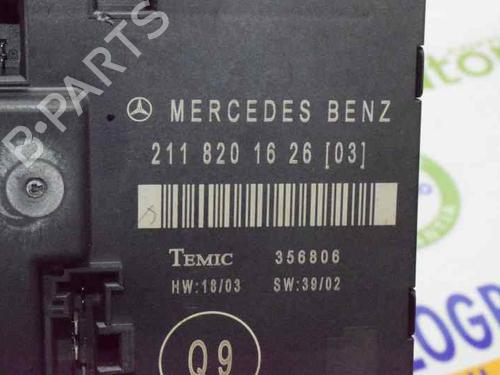 MERCEDES BENZ
211 820 16 26 [03]
TEMIC 356806
HW:18/03 SW:39/02
Q9
B-PARTS